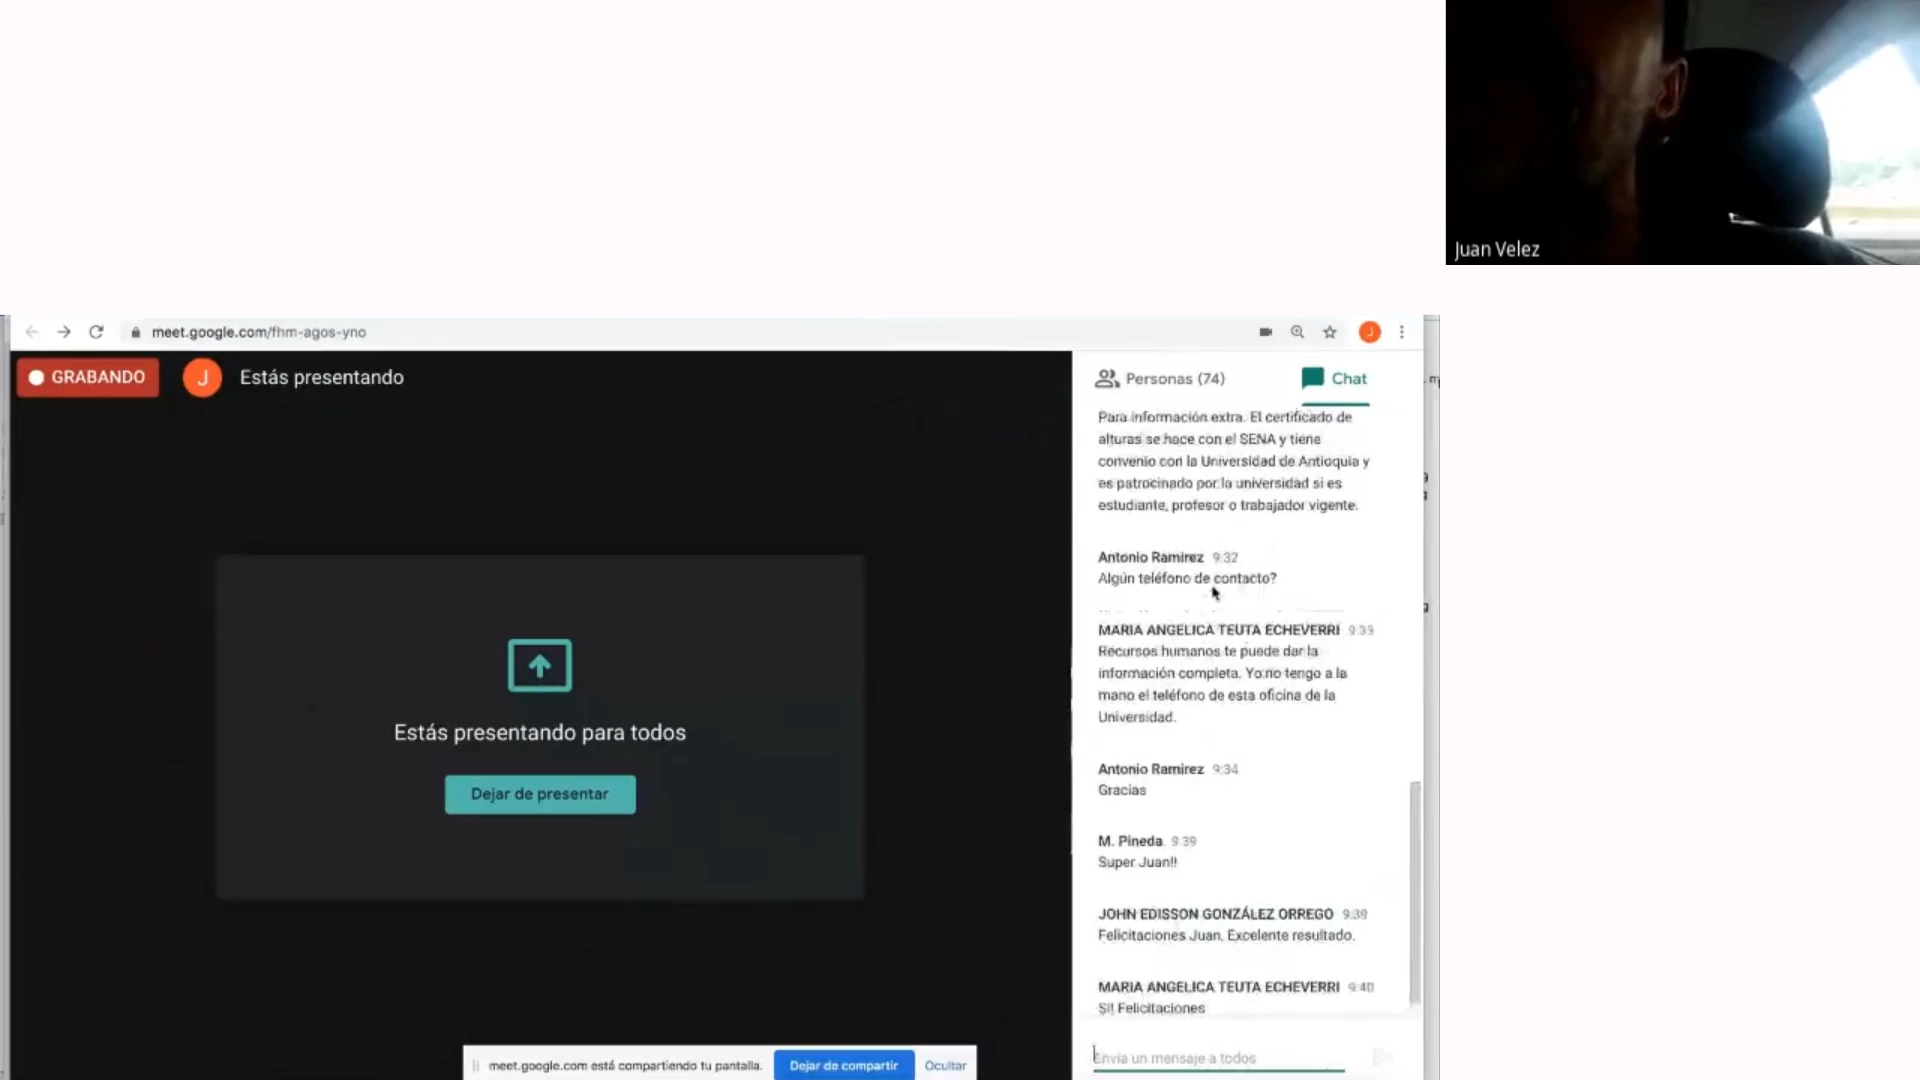 Juan Velez
meet.google.com/fhm-agos-yno
J
GRABANDO
J
Estás presentando
Personas (74)
Chat
Para información extra. El certificado de
alturas se hace con el SENA y tiene
convenio con la Universidad de Antioquia y
es patrocinado por la universidad si es
estudiante, profesor o trabajador vigente.
Antonio Ramirez 9:32
Algún teléfono de contacto?
MARIA ANGELICA TEUTA ECHEVERRI 9:33
Recursos humanos te puede dar la
información completa. Yo no tengo a la
mano el teléfono de esta oficina de la
Universidad.
Antonio Ramirez 9:34
Gracias
M. Pineda 9:39
Super Juan!!
JOHN EDISSON GONZÁLEZ ORREGO 9:39
Felicitaciones Juan. Excelente resultado.
MARIA ANGELICA TEUTA ECHEVERRI 9:40
Si! Felicitaciones
Envía un mensaje a todos
Estás presentando para todos
Dejar de presentar
meet.google.com está compartiendo tu pantalla.
Dejar de compartir
Ocultar